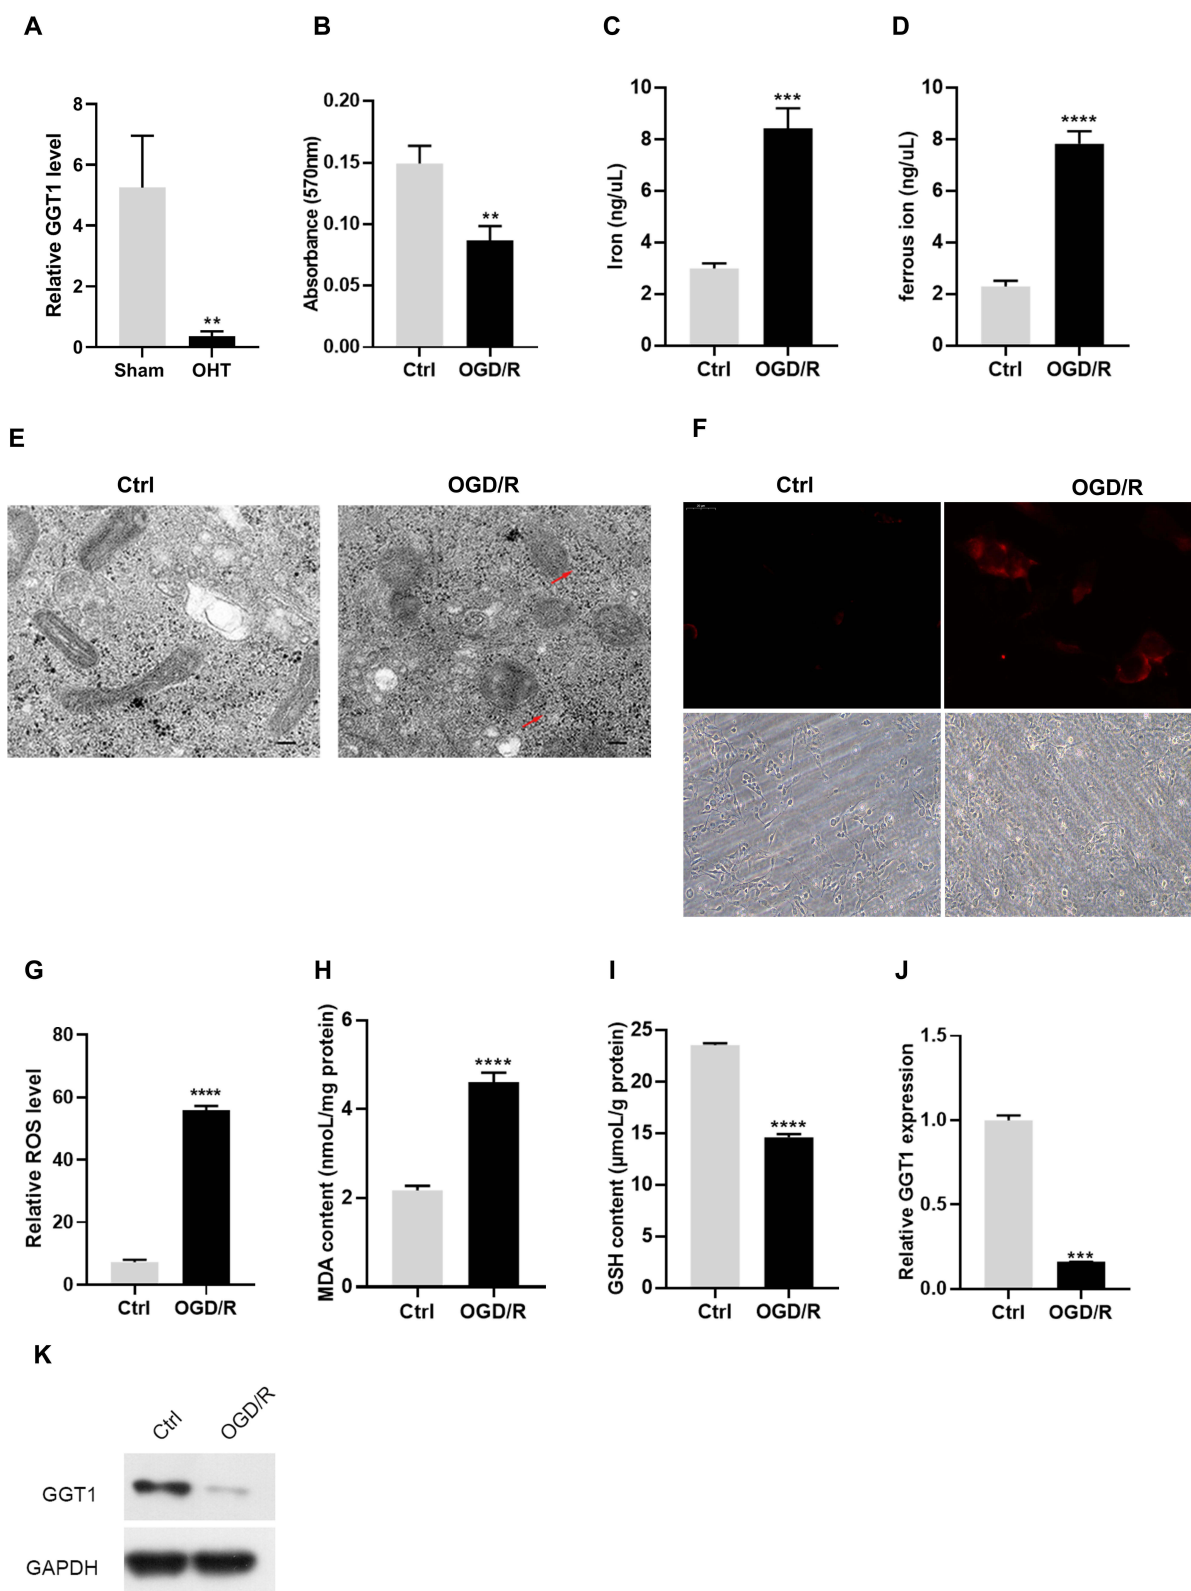 A
B
C
D
Relative GGT1 level
8
6
4
2
0
**
Sham
OHT
Absorbance (570nm)
0.20
0.15
0.10
0.05
0.00
**
Ctrl
OGD/R
Iron (ng/uL)
10
8
6
4
2
0
***
Ctrl
OGD/R
ferrous ion (ng/uL)
10
8
6
4
2
0
****
Ctrl
OGD/R
E
F
Ctrl
OGD/R
Ctrl
OGD/R
G
H
I
J
Relative ROS level
80
60
40
20
0
****
Ctrl
OGD/R
MDA content (nmoL/mg protein)
6
4
2
0
****
Ctrl
OGD/R
GSH content (μmoL/g protein)
25
20
15
10
5
0
****
Ctrl
OGD/R
Relative GGT1 expression
1.5
1.0
0.5
0.0
***
Ctrl
OGD/R
K
Ctrl
OGD/R
GGT1
GAPDH